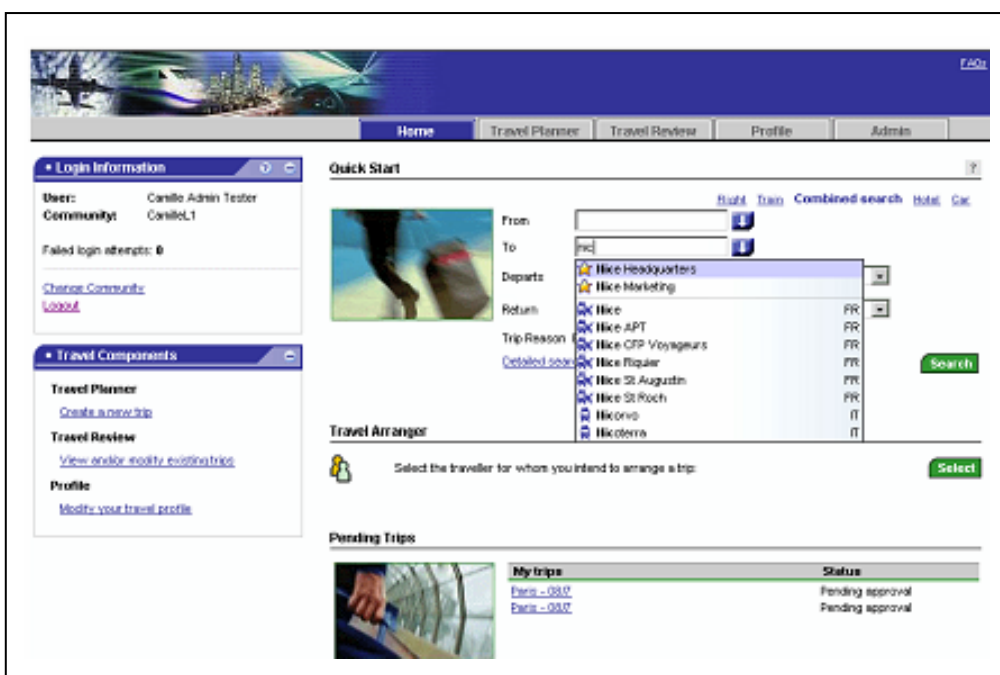 FAQs
Home Travel Planner Travel Review Profile Admin
• Login Information
User: Camille Admin Tester
Community: CamilleL1
Failed login attempts: 0
Change Community
Logout
• Travel Components
Travel Planner
Create a new trip
Travel Review
View and/or modify existing trips
Profile
Modify your travel profile
Quick Start ?
Flight Train Combined search Hotel Car
From
To nic
Departs
Return
Trip Reason
Detailed sear
Nice Headquarters
Nice Marketing
Nice FR
Nice APT FR
Nice CFP Voyageurs FR
Nice Riquier FR
Nice St Augustin FR
Nice St Roch FR
Nicorvo IT
Nicoterra IT
Search
Travel Arranger
Select the traveller for whom you intend to arrange a trip:
Select
Pending Trips
My trips Status
Paris - 08/7 Pending approval
Paris - 08/7 Pending approval